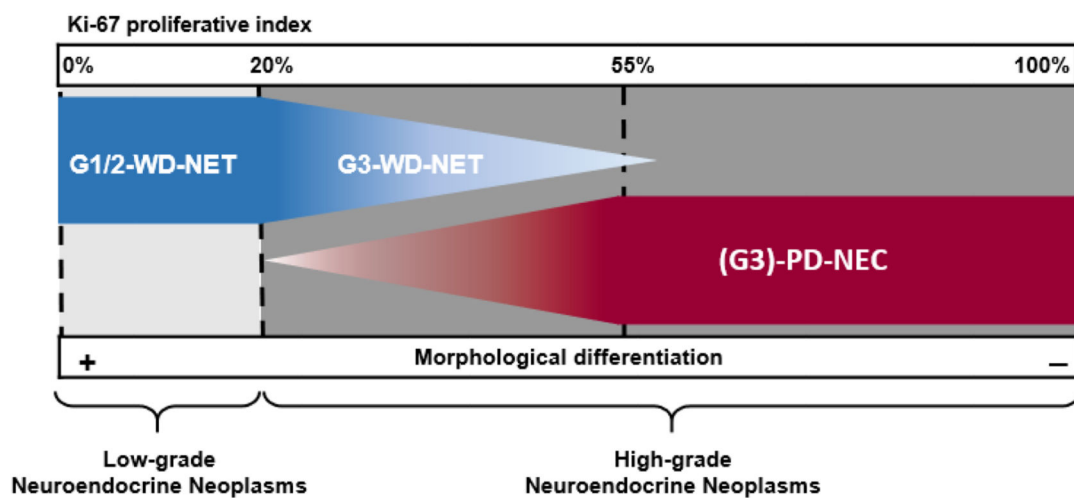 Ki-67 proliferative index
0% 20% 55% 100%
G1/2-WD-NET G3-WD-NET
(G3)-PD-NEC
+ Morphological differentiation –
Low-grade
Neuroendocrine Neoplasms
High-grade
Neuroendocrine Neoplasms